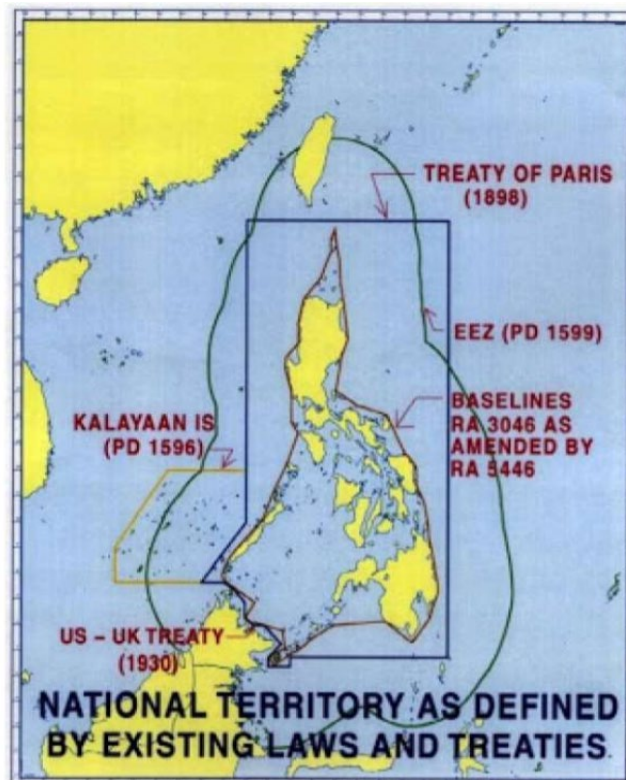 TREATY OF PARIS
(1898)
EEZ (PD 1599)
BASELINES
RA 3046 AS
AMENDED BY
RA 5446
KALAYAAN IS
(PD 1596)
US – UK TREATY
(1930)
NATIONAL TERRITORY AS DEFINED
BY EXISTING LAWS AND TREATIES.